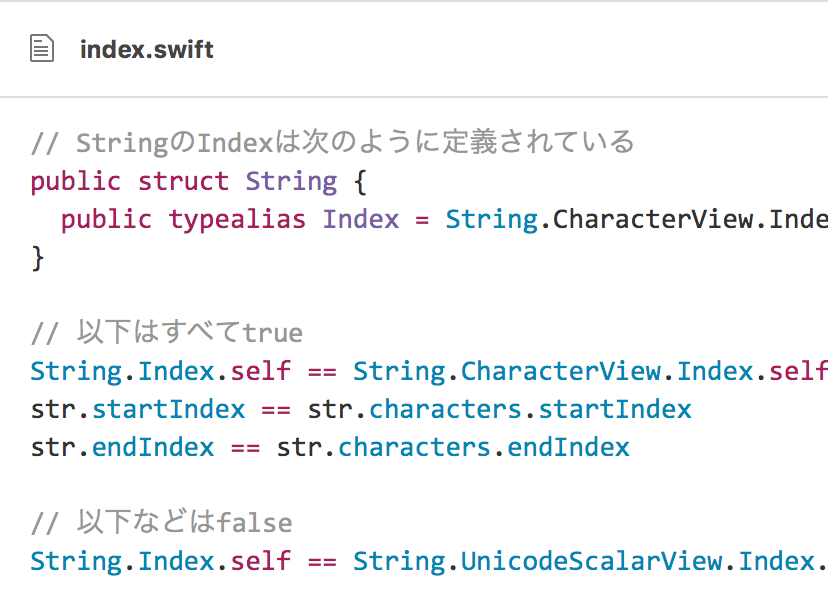 index.swift
// StringのIndexは次のように定義されている
public struct String {
  public typealias Index = String.CharacterView.Inde
}
// 以下はすべてtrue
String.Index.self == String.CharacterView.Index.self
str.startIndex == str.characters.startIndex
str.endIndex == str.characters.endIndex
// 以下などはfalse
String.Index.self == String.UnicodeScalarView.Index.